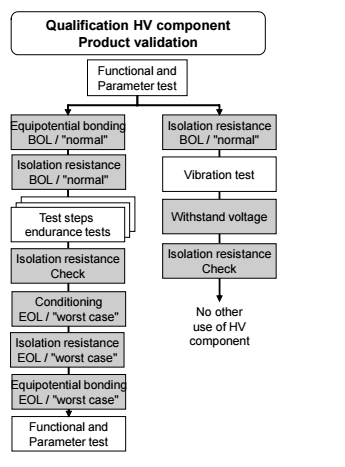 Qualification HV component
Product validation
Functional and
Parameter test
Equipotential bonding
BOL / "normal"
Isolation resistance
BOL / "normal"
Test steps
endurance tests
Isolation resistance
Check
Conditioning
EOL / "worst case"
Isolation resistance
EOL / "worst case"
Equipotential bonding
EOL / "worst case"
Functional and
Parameter test
Isolation resistance
BOL / "normal"
Vibration test
Withstand voltage
Isolation resistance
Check
No other
use of HV
component